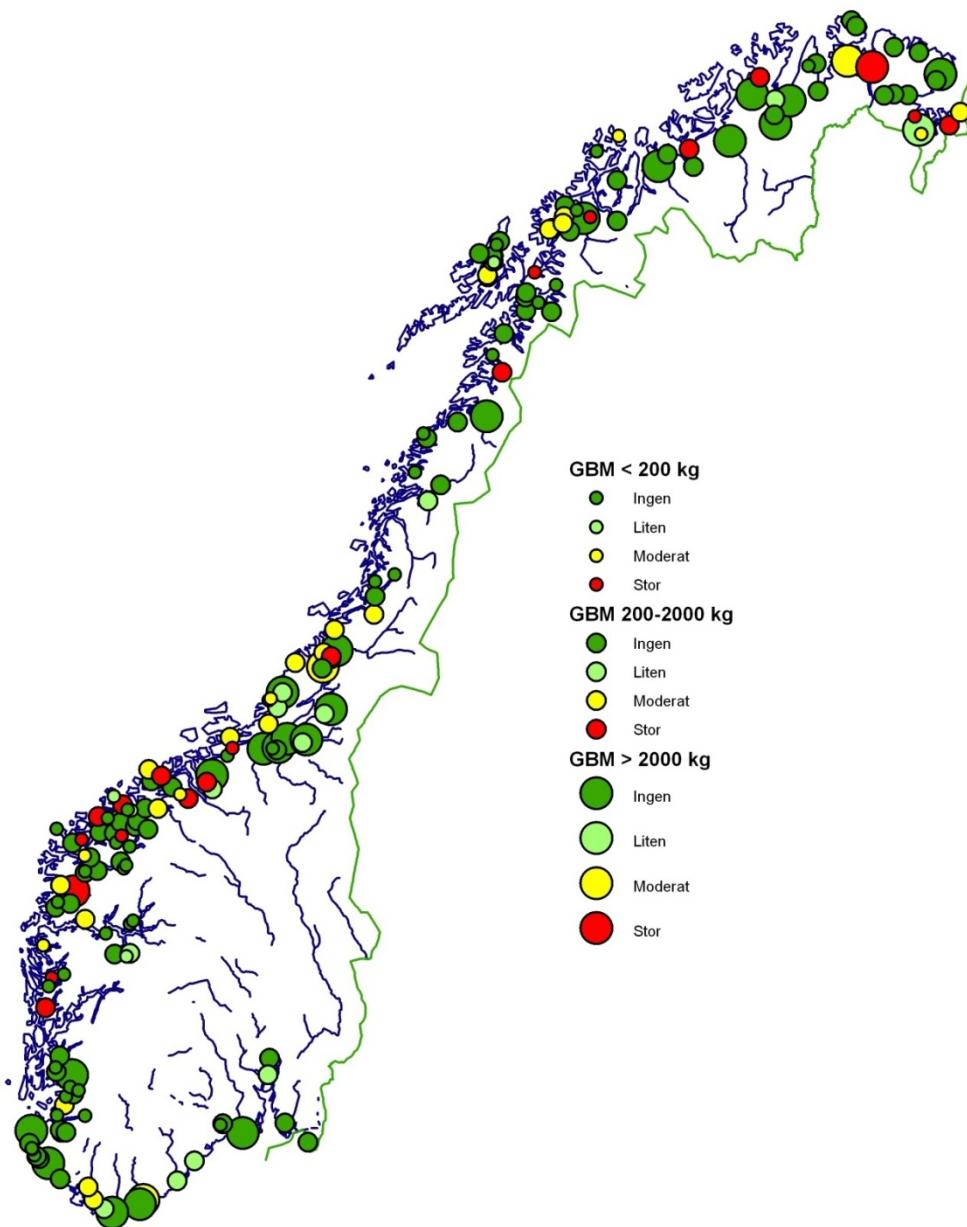 GBM < 200 kg
Ingen
Liten
Moderat
Stor
GBM 200-2000 kg
Ingen
Liten
Moderat
Stor
GBM > 2000 kg
Ingen
Liten
Moderat
Stor